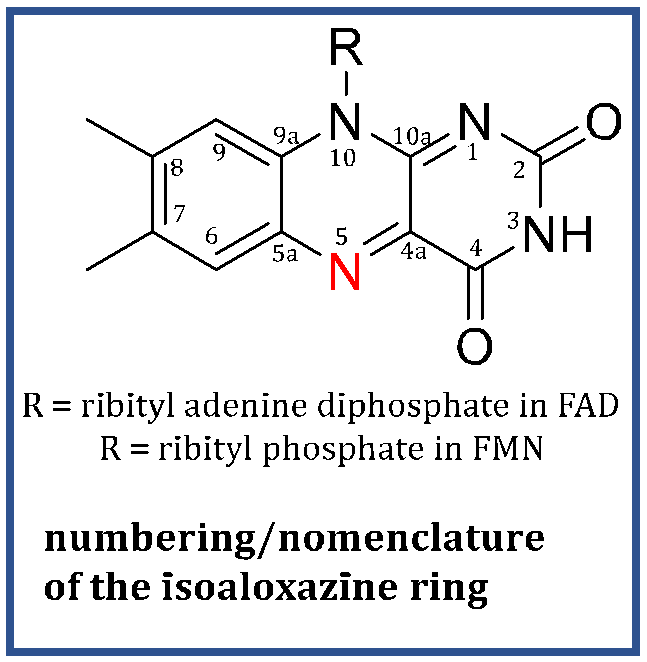 R
9a
N
10a
N
O
9
10
1
8
2
7
3
NH
6
5
4
5a
N
4a
O
R = ribityl adenine diphosphate in FAD
R = ribityl phosphate in FMN
numbering/nomenclature
of the isoaloxazine ring